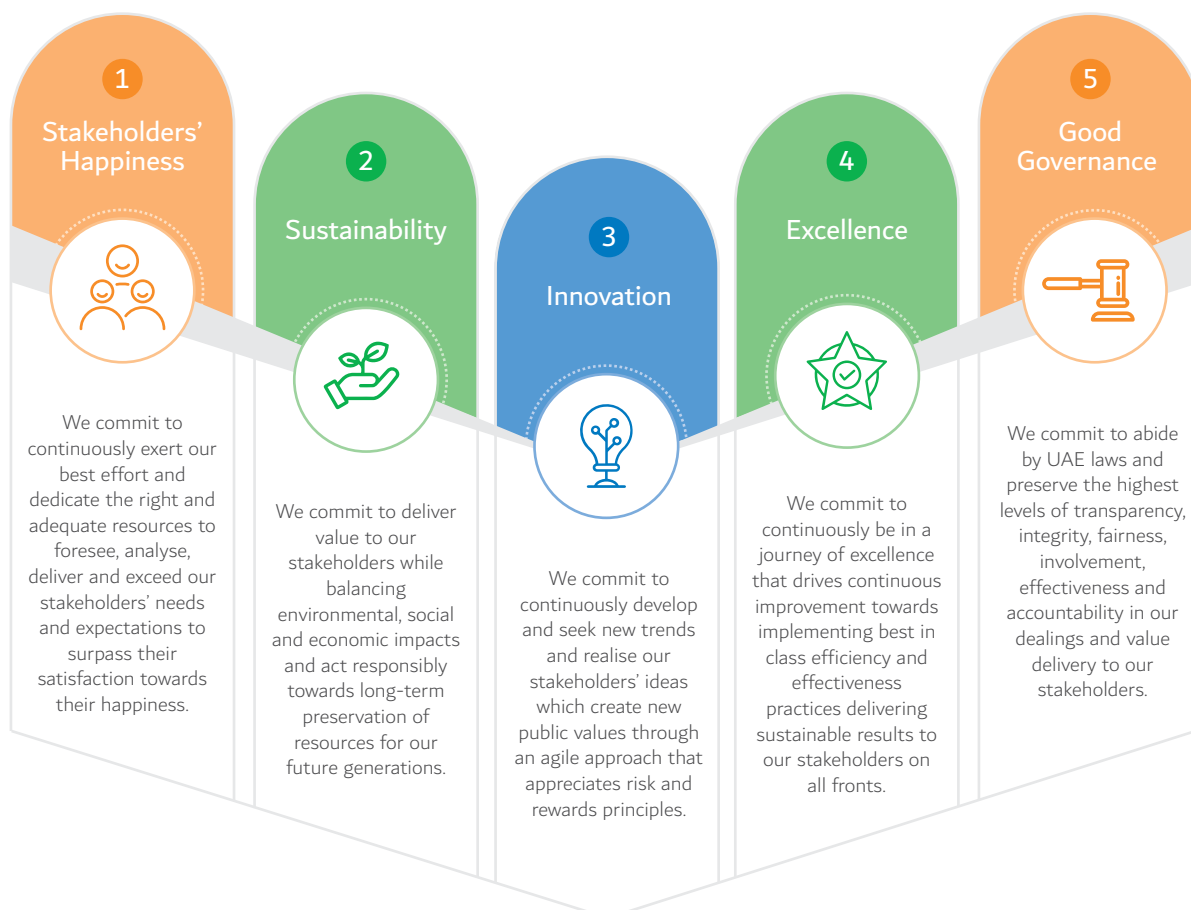 1
Stakeholders'
Happiness
We commit to
continuously exert our
best effort and
dedicate the right and
adequate resources to
foresee, analyse,
deliver and exceed our
stakeholders' needs
and expectations to
surpass their
satisfaction towards
their happiness.
2
Sustainability
We commit to deliver
value to our
stakeholders while
balancing
environmental, social
and economic impacts
and act responsibly
towards long-term
preservation of
resources for our
future generations.
3
Innovation
We commit to
continuously develop
and seek new trends
and realise our
stakeholders' ideas
which create new
public values through
an agile approach that
appreciates risk and
rewards principles.
4
Excellence
We commit to
continuously be in a
journey of excellence
that drives continuous
improvement towards
implementing best in
class efficiency and
effectiveness
practices delivering
sustainable results to
our stakeholders on
all fronts.
5
Good
Governance
We commit to abide
by UAE laws and
preserve the highest
levels of transparency,
integrity, fairness,
involvement,
effectiveness and
accountability in our
dealings and value
delivery to our
stakeholders.